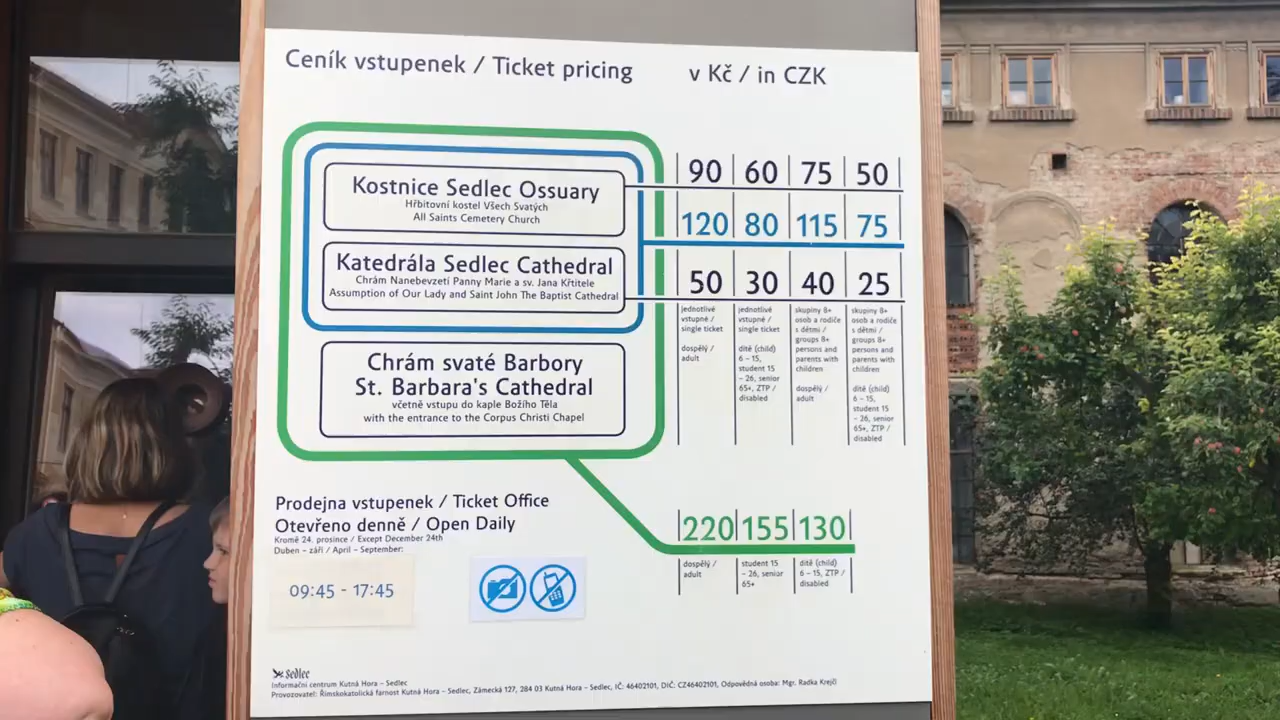 Ceník vstupenek / Ticket pricing
v Kč / in CZK
Kostnice Sedlec Ossuary
Hřbitovní kostel Všech Svatých
All Saints Cemetery Church
90 60 75 50
120 80 115 75
Katedrála Sedlec Cathedral
Chrám Nanebevzetí Panny Marie a sv. Jana Křtitele
Assumption of Our Lady and Saint John The Baptist Cathedral
50 30 40 25
Chrám svaté Barbory
St. Barbara's Cathedral
včetně vstupu do kaple Božího Těla
with the entrance to the Corpus Christi Chapel
jednotlivé
vstupné /
single ticket
dospělý /
adult
jednotlivé
vstupné /
single ticket
dítě (child)
6 – 15,
student 15
– 26, senior
65+, ZTP /
disabled
skupiny 8+
osob a rodiče
s dětmi /
groups 8+
persons and
parents with
children
dospělý /
adult
skupiny 8+
osob a rodiče
s dětmi /
groups 8+
persons and
parents with
children
dítě (child)
6 – 15,
student 15
– 26, senior
65+, ZTP /
disabled
220 155 130
dospělý /
adult
student 15
– 26, senior
65+
dítě (child)
6 – 15, ZTP /
disabled
Prodejna vstupenek / Ticket Office
Otevřeno denně / Open Daily
Kromě 24. prosince / Except December 24th
Duben – září / April – September:
09:45 - 17:45
sedlec
Informační centrum Kutná Hora – Sedlec
Provozovatel: Římskokatolická farnost Kutná Hora – Sedlec, Zámecká 127, 284 03 Kutná Hora – Sedlec, IČ: 46402101, DIČ: CZ46402101, Odpovědná osoba: Mgr. Radka Krejčí